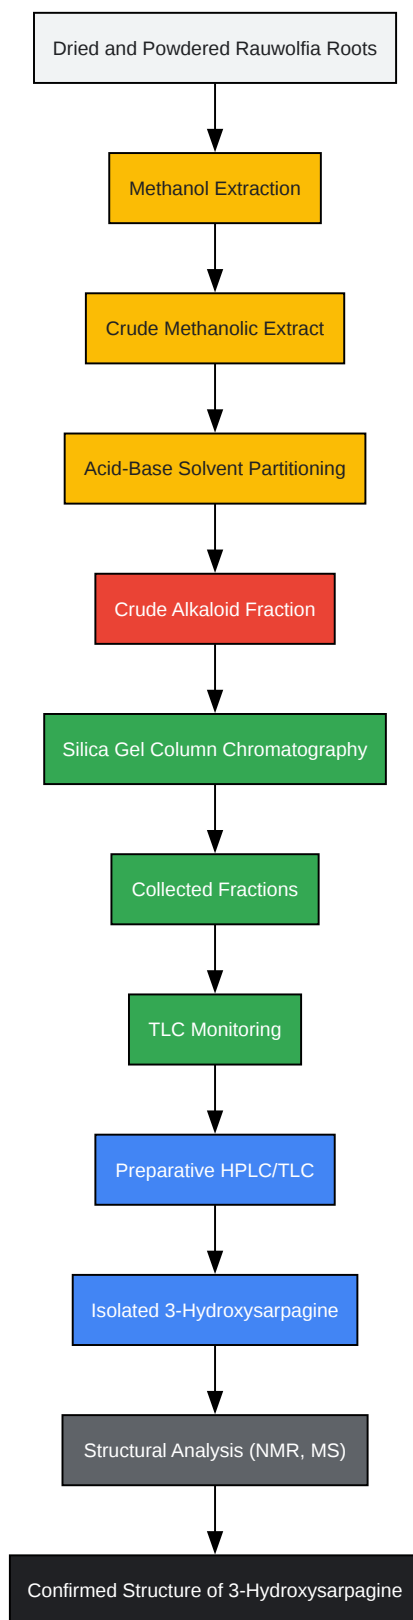 Dried and Powdered Rauwolfia Roots
Methanol Extraction
Crude Methanolic Extract
Acid-Base Solvent Partitioning
Crude Alkaloid Fraction
Silica Gel Column Chromatography
Collected Fractions
TLC Monitoring
Preparative HPLC/TLC
Isolated 3-Hydroxysarpagine
Structural Analysis (NMR, MS)
Confirmed Structure of 3-Hydroxysarpagine